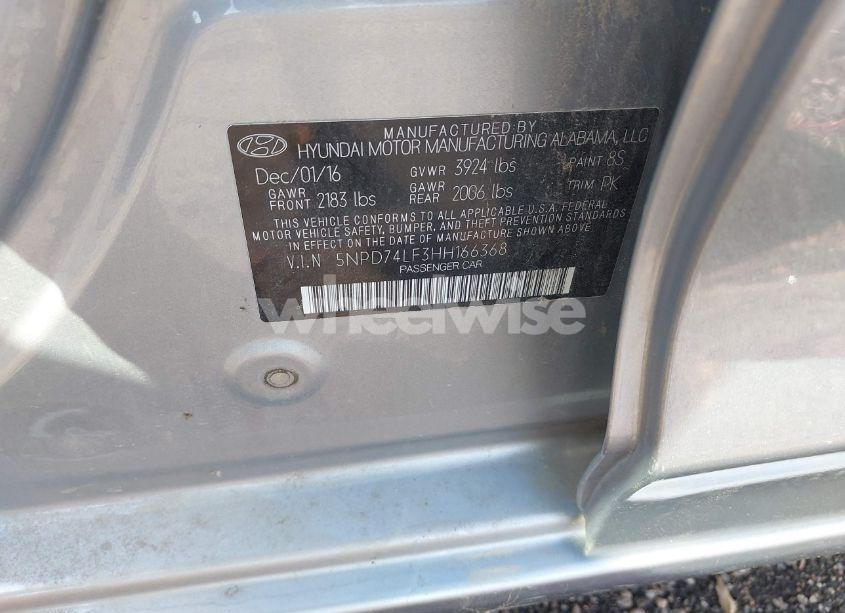 MANUFACTURED BY
HYUNDAI MOTOR MANUFACTURING ALABAMA, LLC
Dec/01/16 GVWR 3924 lbs PAINT 8S
GAWR FRONT 2183 lbs GAWR REAR 2006 lbs TRIM PK
THIS VEHICLE CONFORMS TO ALL APPLICABLE U.S.A. FEDERAL
MOTOR VEHICLE SAFETY, BUMPER, AND THEFT PREVENTION STANDARDS
IN EFFECT ON THE DATE OF MANUFACTURE SHOWN ABOVE.
V.I.N 5NPD74LF3HH166368
PASSENGER CAR
wheelwise